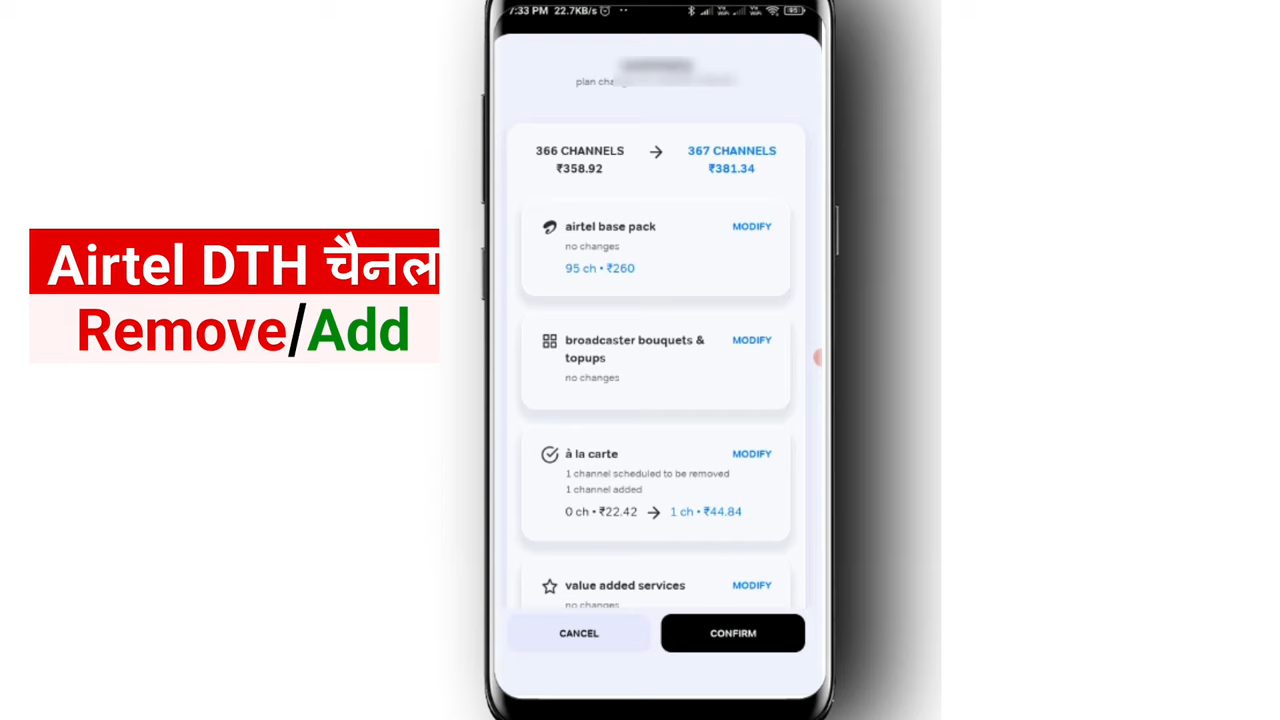 7:33 PM 22.7KB/s
plan
366 CHANNELS
367 CHANNELS
₹358.92
₹381.34
airtel base pack
MODIFY
no changes
95 ch • ₹260
Airtel DTH चैनल
Remove/Add
broadcaster bouquets &
topups
MODIFY
no changes
à la carte
MODIFY
1 channel scheduled to be removed
1 channel added
0 ch • ₹22.42
1 ch • ₹44.84
value added services
MODIFY
no changes
CANCEL
CONFIRM